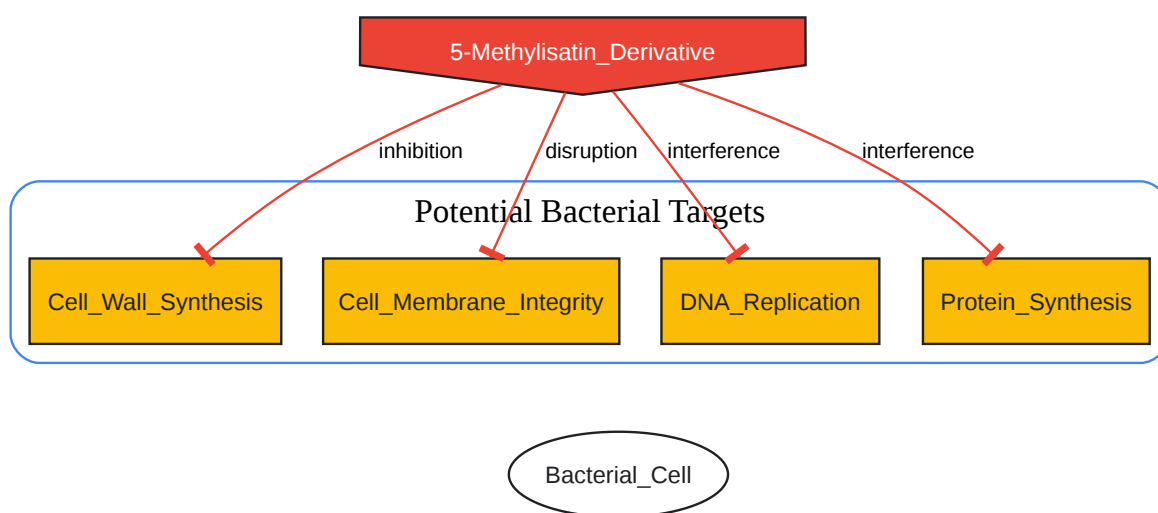 5-Methylisatin_Derivative
inhibition disruption interference interference
Potential Bacterial Targets
Cell_Wall_Synthesis Cell_Membrane_Integrity DNA_Replication Protein_Synthesis
Bacterial_Cell